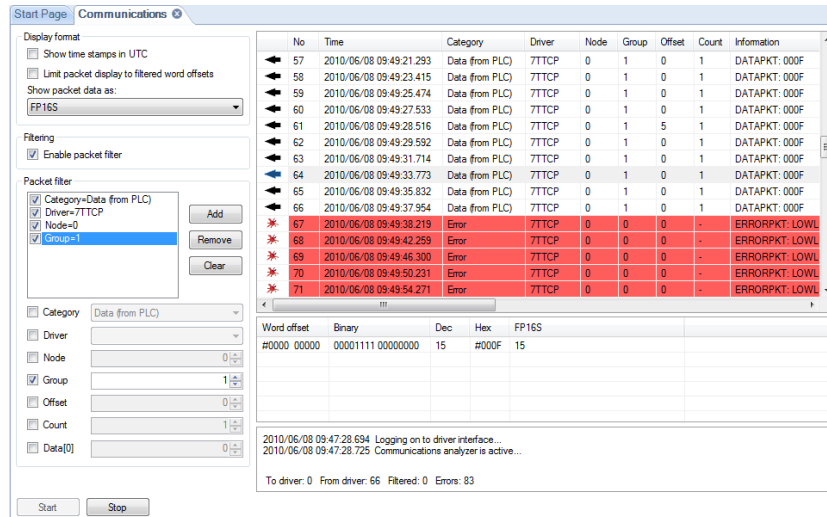 Start Page Communications
Display format
Show time stamps in UTC
Limit packet display to filtered word offsets
Show packet data as:
FP16S
Filtering
Enable packet filter
Packet filter
Category=Data (from PLC)
Driver=7TTCP
Node=0
Group=1
Add
Remove
Clear
Category Data (from PLC)
Driver
Node 0
Group 1
Offset 0
Count 1
Data[0] 0
Start Stop
No Time Category Driver Node Group Offset Count Information
57 2010/06/08 09:49:21.293 Data (from PLC) 7TTCP 0 1 0 1 DATAPKT: 000F
58 2010/06/08 09:49:23.415 Data (from PLC) 7TTCP 0 1 0 1 DATAPKT: 000F
59 2010/06/08 09:49:25.474 Data (from PLC) 7TTCP 0 1 0 1 DATAPKT: 000F
60 2010/06/08 09:49:27.533 Data (from PLC) 7TTCP 0 1 0 1 DATAPKT: 000F
61 2010/06/08 09:49:28.516 Data (from PLC) 7TTCP 0 1 5 1 DATAPKT: 000F
62 2010/06/08 09:49:29.592 Data (from PLC) 7TTCP 0 1 0 1 DATAPKT: 000F
63 2010/06/08 09:49:31.714 Data (from PLC) 7TTCP 0 1 0 1 DATAPKT: 000F
64 2010/06/08 09:49:33.773 Data (from PLC) 7TTCP 0 1 0 1 DATAPKT: 000F
65 2010/06/08 09:49:35.832 Data (from PLC) 7TTCP 0 1 0 1 DATAPKT: 000F
66 2010/06/08 09:49:37.954 Data (from PLC) 7TTCP 0 1 0 1 DATAPKT: 000F
67 2010/06/08 09:49:38.219 Error 7TTCP 0 0 0 - ERRORPKT: LOWL
68 2010/06/08 09:49:42.259 Error 7TTCP 0 0 0 - ERRORPKT: LOWL
69 2010/06/08 09:49:46.300 Error 7TTCP 0 0 0 - ERRORPKT: LOWL
70 2010/06/08 09:49:50.231 Error 7TTCP 0 0 0 - ERRORPKT: LOWL
71 2010/06/08 09:49:54.271 Error 7TTCP 0 0 0 - ERRORPKT: LOWL
Word offset Binary Dec Hex FP16S
#0000 00000 00001111 00000000 15 #000F 15
2010/06/08 09:47:28.694 Logging on to driver interface...
2010/06/08 09:47:28.725 Communications analyzer is active...
To driver: 0 From driver: 66 Filtered: 0 Errors: 83